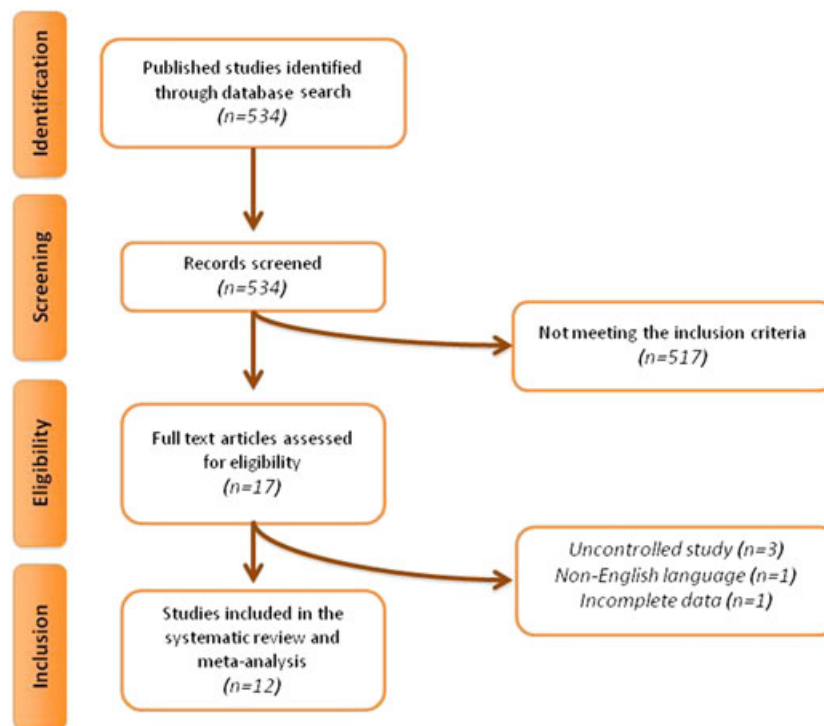 Identification
Published studies identified
through database search
(n=534)
Screening
Records screened
(n=534)
Not meeting the inclusion criteria
(n=517)
Eligibility
Full text articles assessed
for eligibility
(n=17)
Uncontrolled study (n=3)
Non-English language (n=1)
Incomplete data (n=1)
Inclusion
Studies included in the
systematic review and
meta-analysis
(n=12)